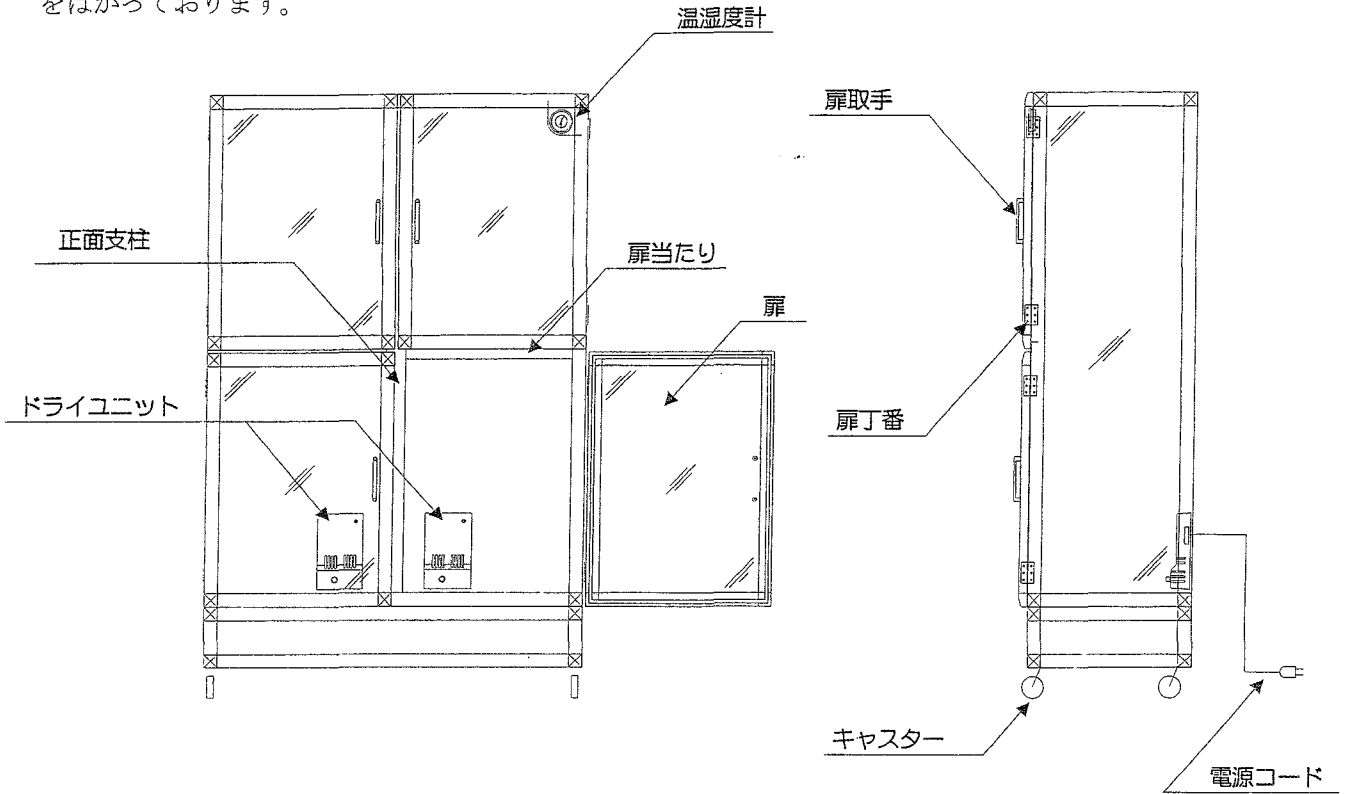 をはかっております。
温湿度計
扉取手
正面支柱
扉当たり
扉
ドライユニット
扉丁番
キャスター
電源コード